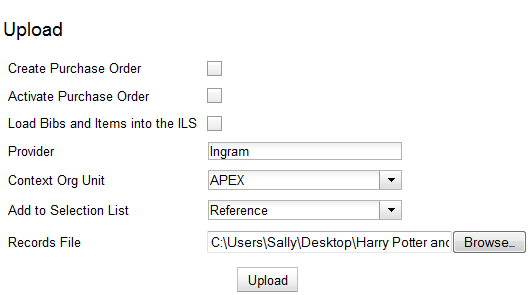 Upload
Create Purchase Order
Activate Purchase Order
Load Bibs and Items into the ILS
Provider Ingram
Context Org Unit APEX
Add to Selection List Reference
Records File C:\Users\Sally\Desktop\Harry Potter and Browse...
Upload